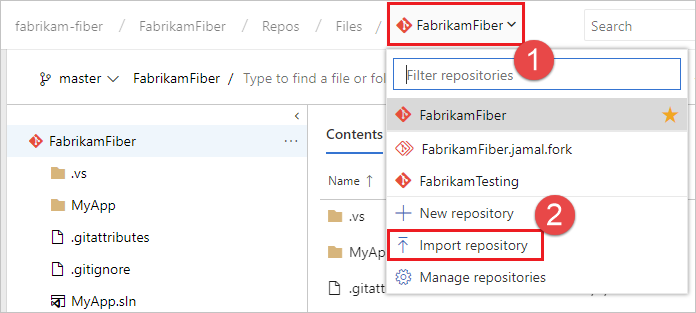 fabrikam-fiber / FabrikamFiber / Repos / Files / FabrikamFiber
Search
1
master FabrikamFiber / Type to find a file or fol
Filter repositories
FabrikamFiber
FabrikamFiber
FabrikamFiber.jamal.fork
FabrikamTesting
New repository
2
Import repository
Manage repositories
.vs
MyApp
.gitattributes
.gitignore
MyApp.sln
Contents
Name ↑
.vs
MyAp
.gitattributes